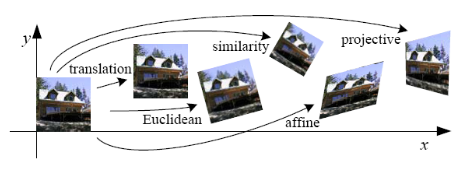 y
similarity
projective
translation
Euclidean
affine
x